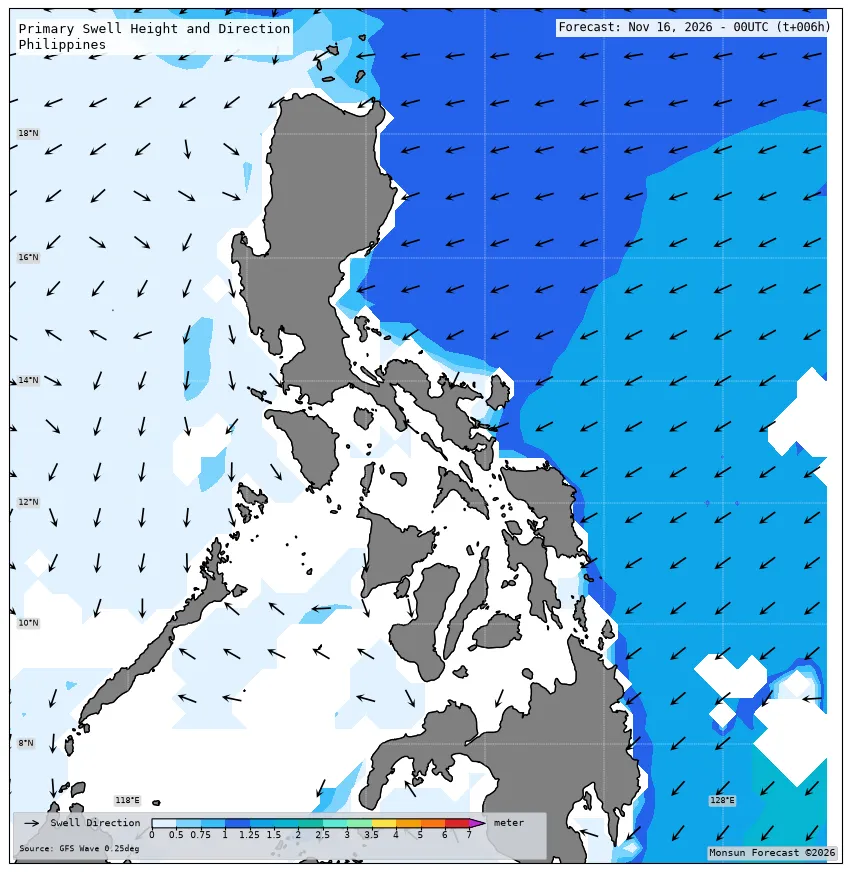 Primary Swell Height and Direction
Philippines
Forecast: Nov 16, 2026 - 00UTC (t+006h)
18°N
16°N
14°N
12°N
10°N
8°N
118°E
128°E
Swell Direction
0 0.5 0.75 1 1.25 1.5 2 2.5 3 3.5 4 5 6 7
meter
Source: GFS Wave 0.25deg
Monsun Forecast ©2026